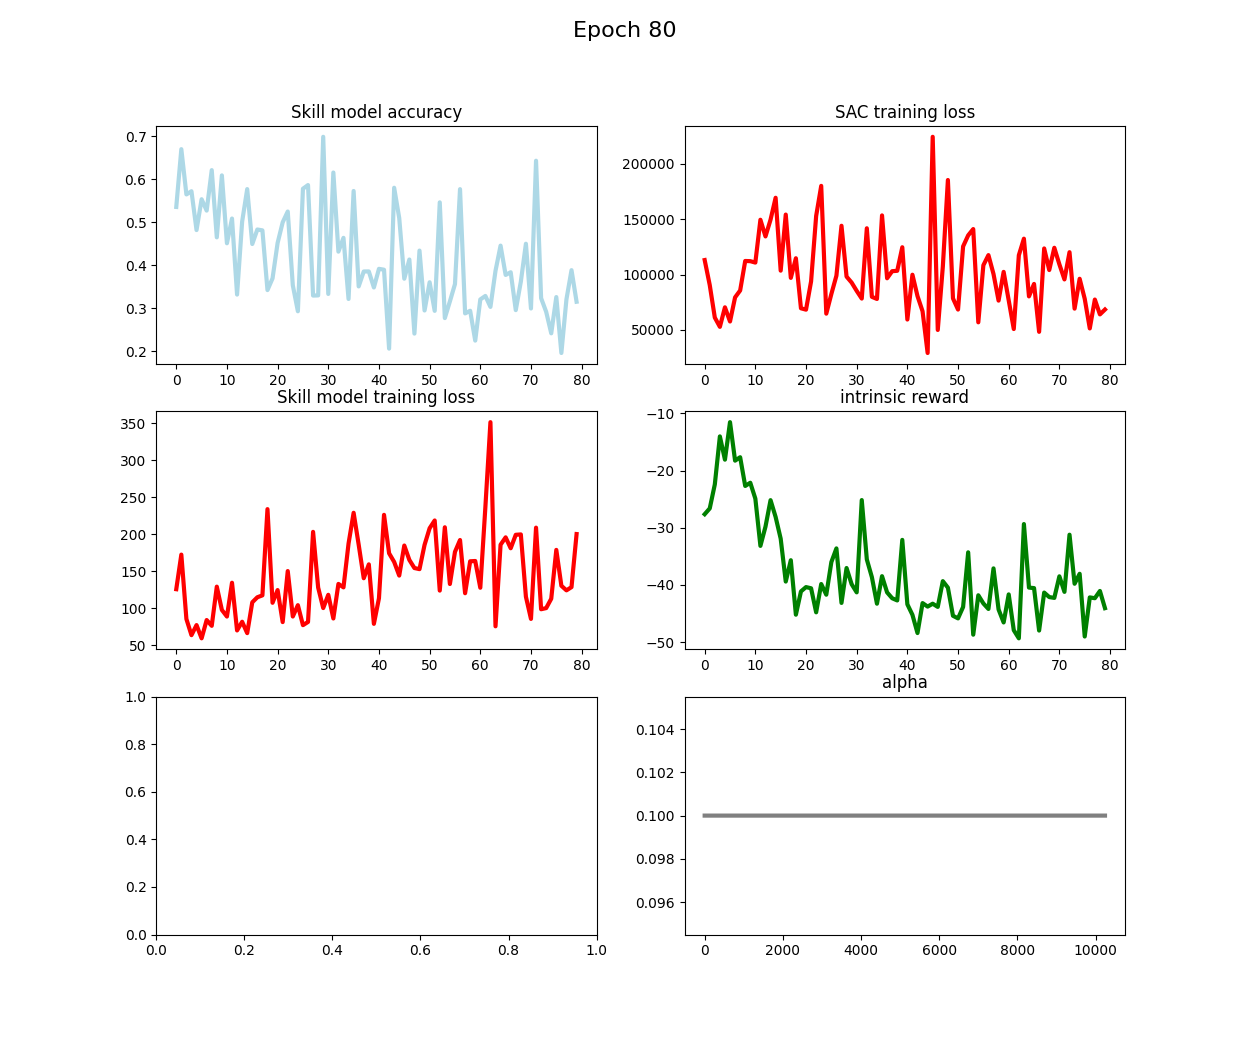 Epoch 80
Skill model accuracy
0.7
0.6
0.5
0.4
0.3
0.2
0 10 20 30 40 50 60 70 80
SAC training loss
200000
150000
100000
50000
0 10 20 30 40 50 60 70 80
Skill model training loss
350
300
250
200
150
100
50
0 10 20 30 40 50 60 70 80
intrinsic reward
−10
−20
−30
−40
−50
0 10 20 30 40 50 60 70 80
1.0
0.8
0.6
0.4
0.2
0.0
0.0 0.2 0.4 0.6 0.8 1.0
alpha
0.104
0.102
0.100
0.098
0.096
0 2000 4000 6000 8000 10000